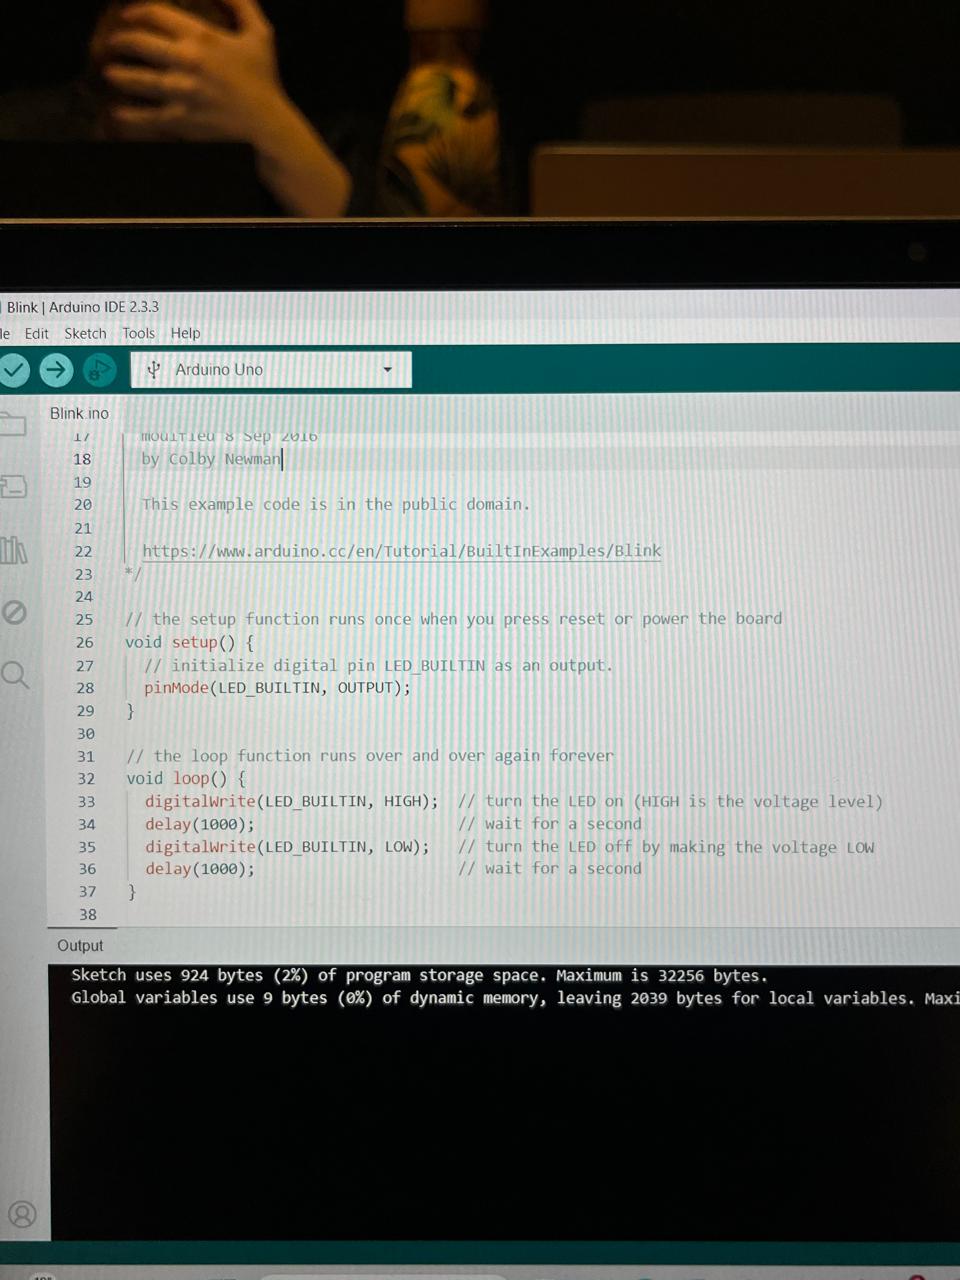 Blink | Arduino IDE 2.3.3
le Edit Sketch Tools Help
Arduino Uno
Blink.ino
17 modified 8 Sep 2016
18 by Colby Newman
19
20 This example code is in the public domain.
21
22 https://www.arduino.cc/en/Tutorial/BuiltInExamples/Blink
23 */
24
25 // the setup function runs once when you press reset or power the board
26 void setup() {
27 // initialize digital pin LED_BUILTIN as an output.
28 pinMode(LED_BUILTIN, OUTPUT);
29 }
30
31 // the loop function runs over and over again forever
32 void loop() {
33 digitalWrite(LED_BUILTIN, HIGH); // turn the LED on (HIGH is the voltage level)
34 delay(1000); // wait for a second
35 digitalWrite(LED_BUILTIN, LOW); // turn the LED off by making the voltage LOW
36 delay(1000); // wait for a second
37 }
38
Output
Sketch uses 924 bytes (2%) of program storage space. Maximum is 32256 bytes.
Global variables use 9 bytes (0%) of dynamic memory, leaving 2039 bytes for local variables. Maxi